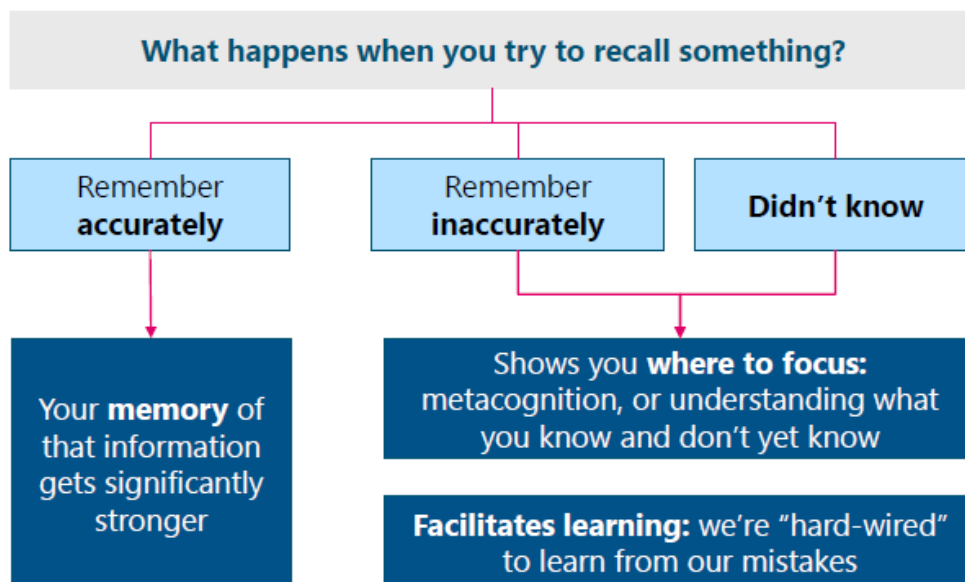 What happens when you try to recall something?
Remember
accurately
Remember
inaccurately
Didn't know
Your memory of
that information
gets significantly
stronger
Shows you where to focus:
metacognition, or understanding what
you know and don't yet know
Facilitates learning: we're "hard-wired"
to learn from our mistakes